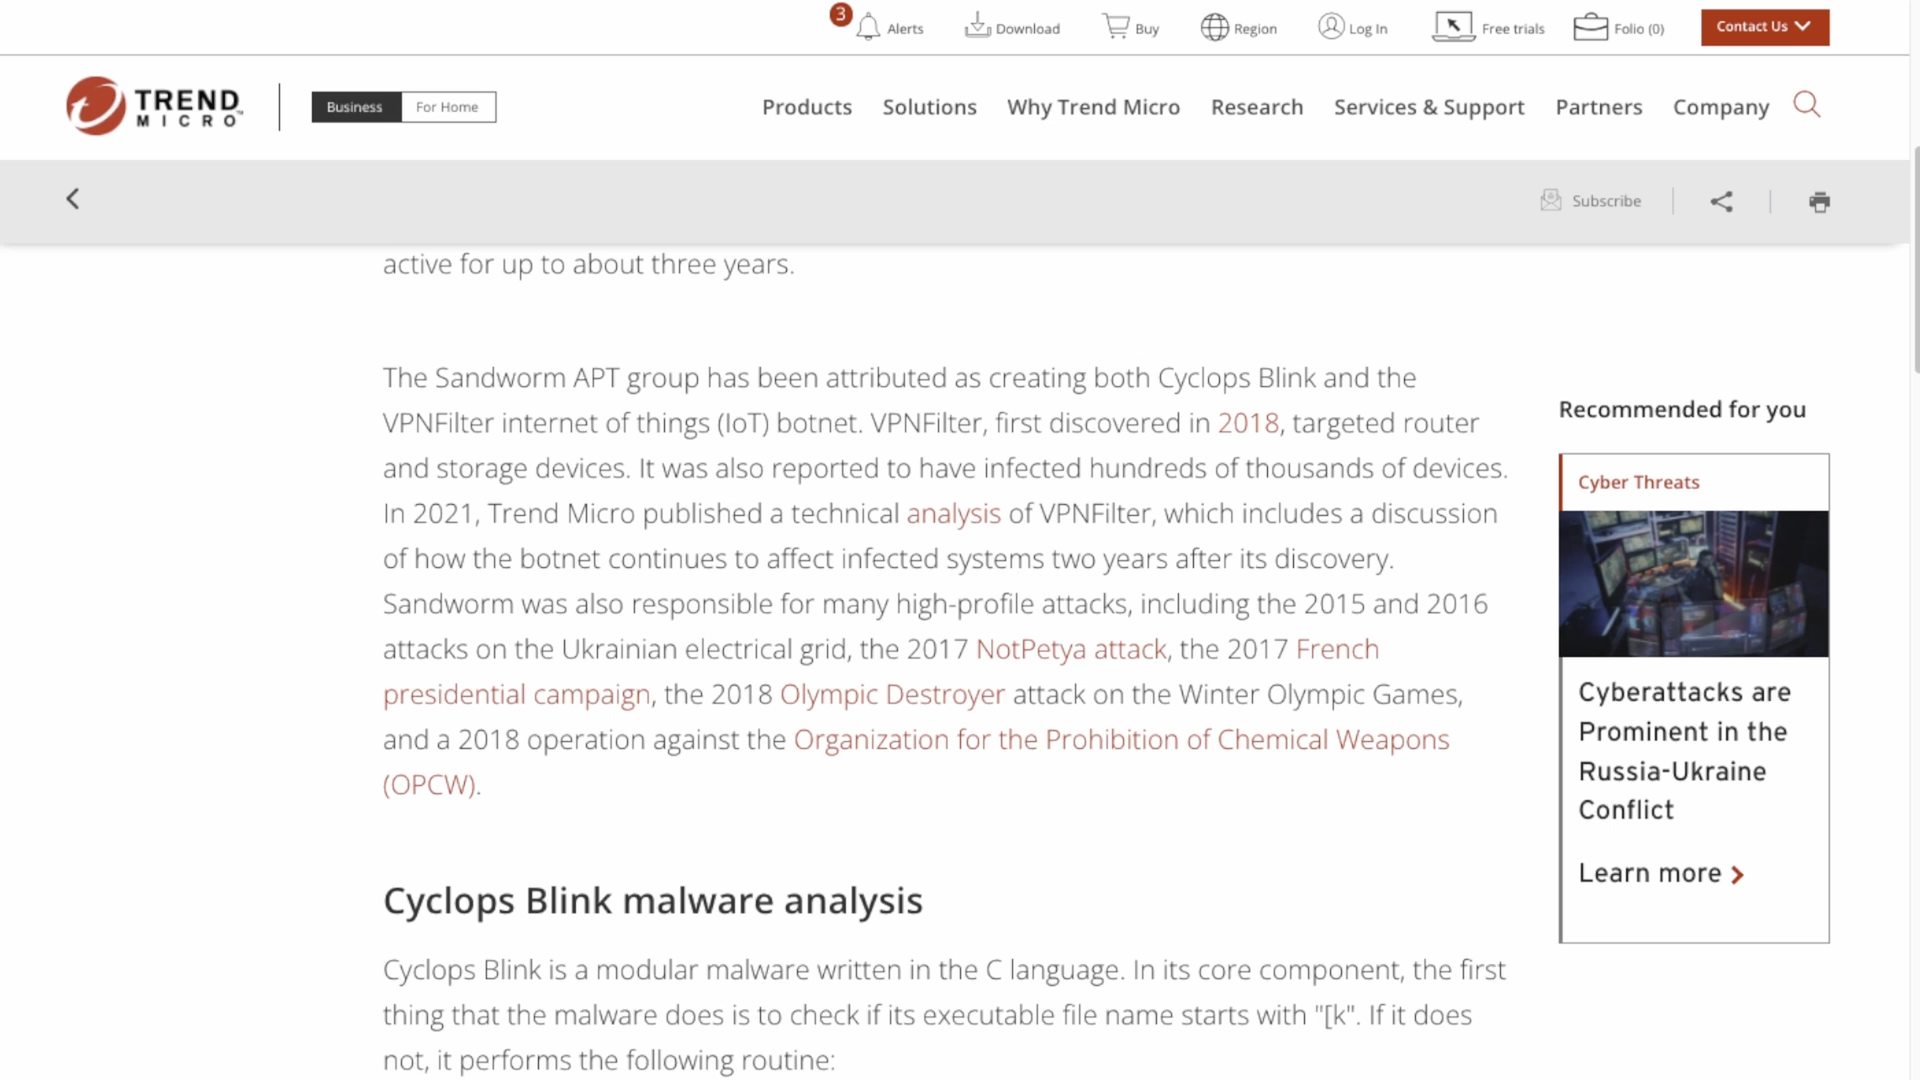 3
Alerts
Download
Buy
Region
Log In
Free trials
Folio (0)
Contact Us
TREND
MICRO™
Business
For Home
Products
Solutions
Why Trend Micro
Research
Services & Support
Partners
Company
Subscribe
active for up to about three years.
The Sandworm APT group has been attributed as creating both Cyclops Blink and the
VPNFilter internet of things (IoT) botnet. VPNFilter, first discovered in 2018, targeted router
and storage devices. It was also reported to have infected hundreds of thousands of devices.
In 2021, Trend Micro published a technical analysis of VPNFilter, which includes a discussion
of how the botnet continues to affect infected systems two years after its discovery.
Sandworm was also responsible for many high-profile attacks, including the 2015 and 2016
attacks on the Ukrainian electrical grid, the 2017 NotPetya attack, the 2017 French
presidential campaign, the 2018 Olympic Destroyer attack on the Winter Olympic Games,
and a 2018 operation against the Organization for the Prohibition of Chemical Weapons
(OPCW).
Cyclops Blink malware analysis
Cyclops Blink is a modular malware written in the C language. In its core component, the first
thing that the malware does is to check if its executable file name starts with "[k". If it does
not, it performs the following routine:
Recommended for you
Cyber Threats
Cyberattacks are
Prominent in the
Russia-Ukraine
Conflict
Learn more